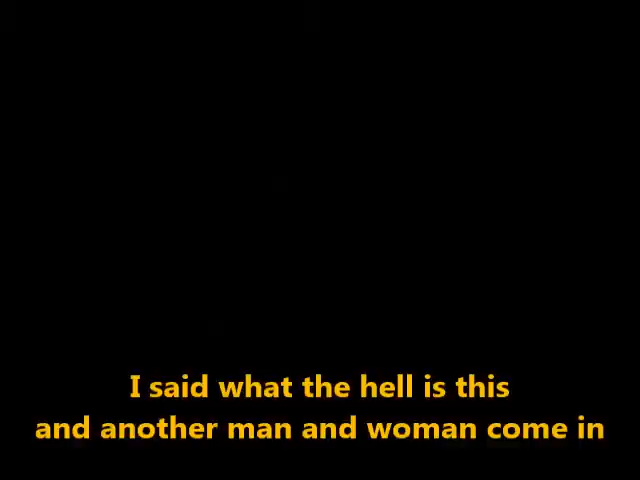 I said what the hell is this
and another man and woman come in